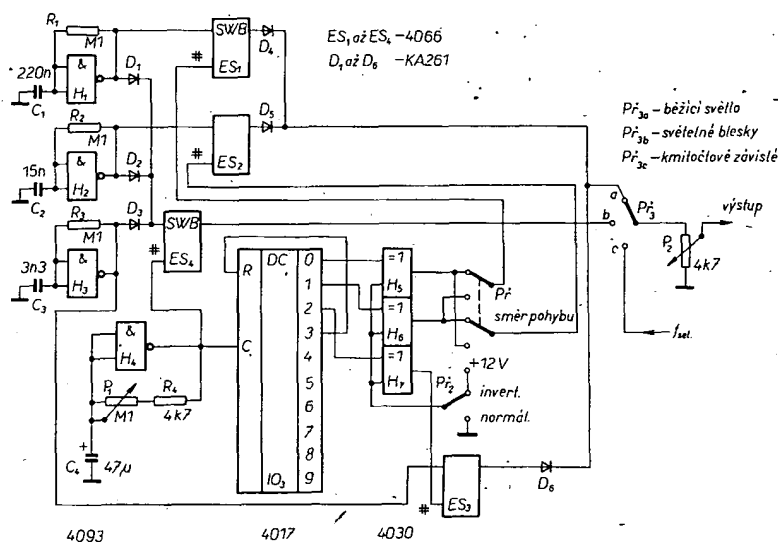 R₁
M1
&
H₁
220n
C₁
D₁
SWB
ES₁
#
D₄
ES₁ až ES₄ – 4066
D₁ až D₆ – KA261
R₂
M1
&
H₂
15n
C₂
D₂
ES₂
#
D₅
Př₃ₐ – běžící světlo
Př₃b – světelné blesky
Př₃c – kmitočtové závislé
R₃
M1
&
H₃
3n3
C₃
D₃
SWB
ES₄
#
a
b
c
Př₃
výstup
P₂
4k7
fsel.
R
DC
C
IO₃
0
1
2
3
4
5
6
7
8
9
=1
H₅
=1
H₆
=1
H₇
Př
směr pohybu
+12V
Př₂
invert.
normál.
&
H₄
P₁
M1
R₄
4k7
+
C₄
47μ
ES₃
#
D₆
4093
4017
4030